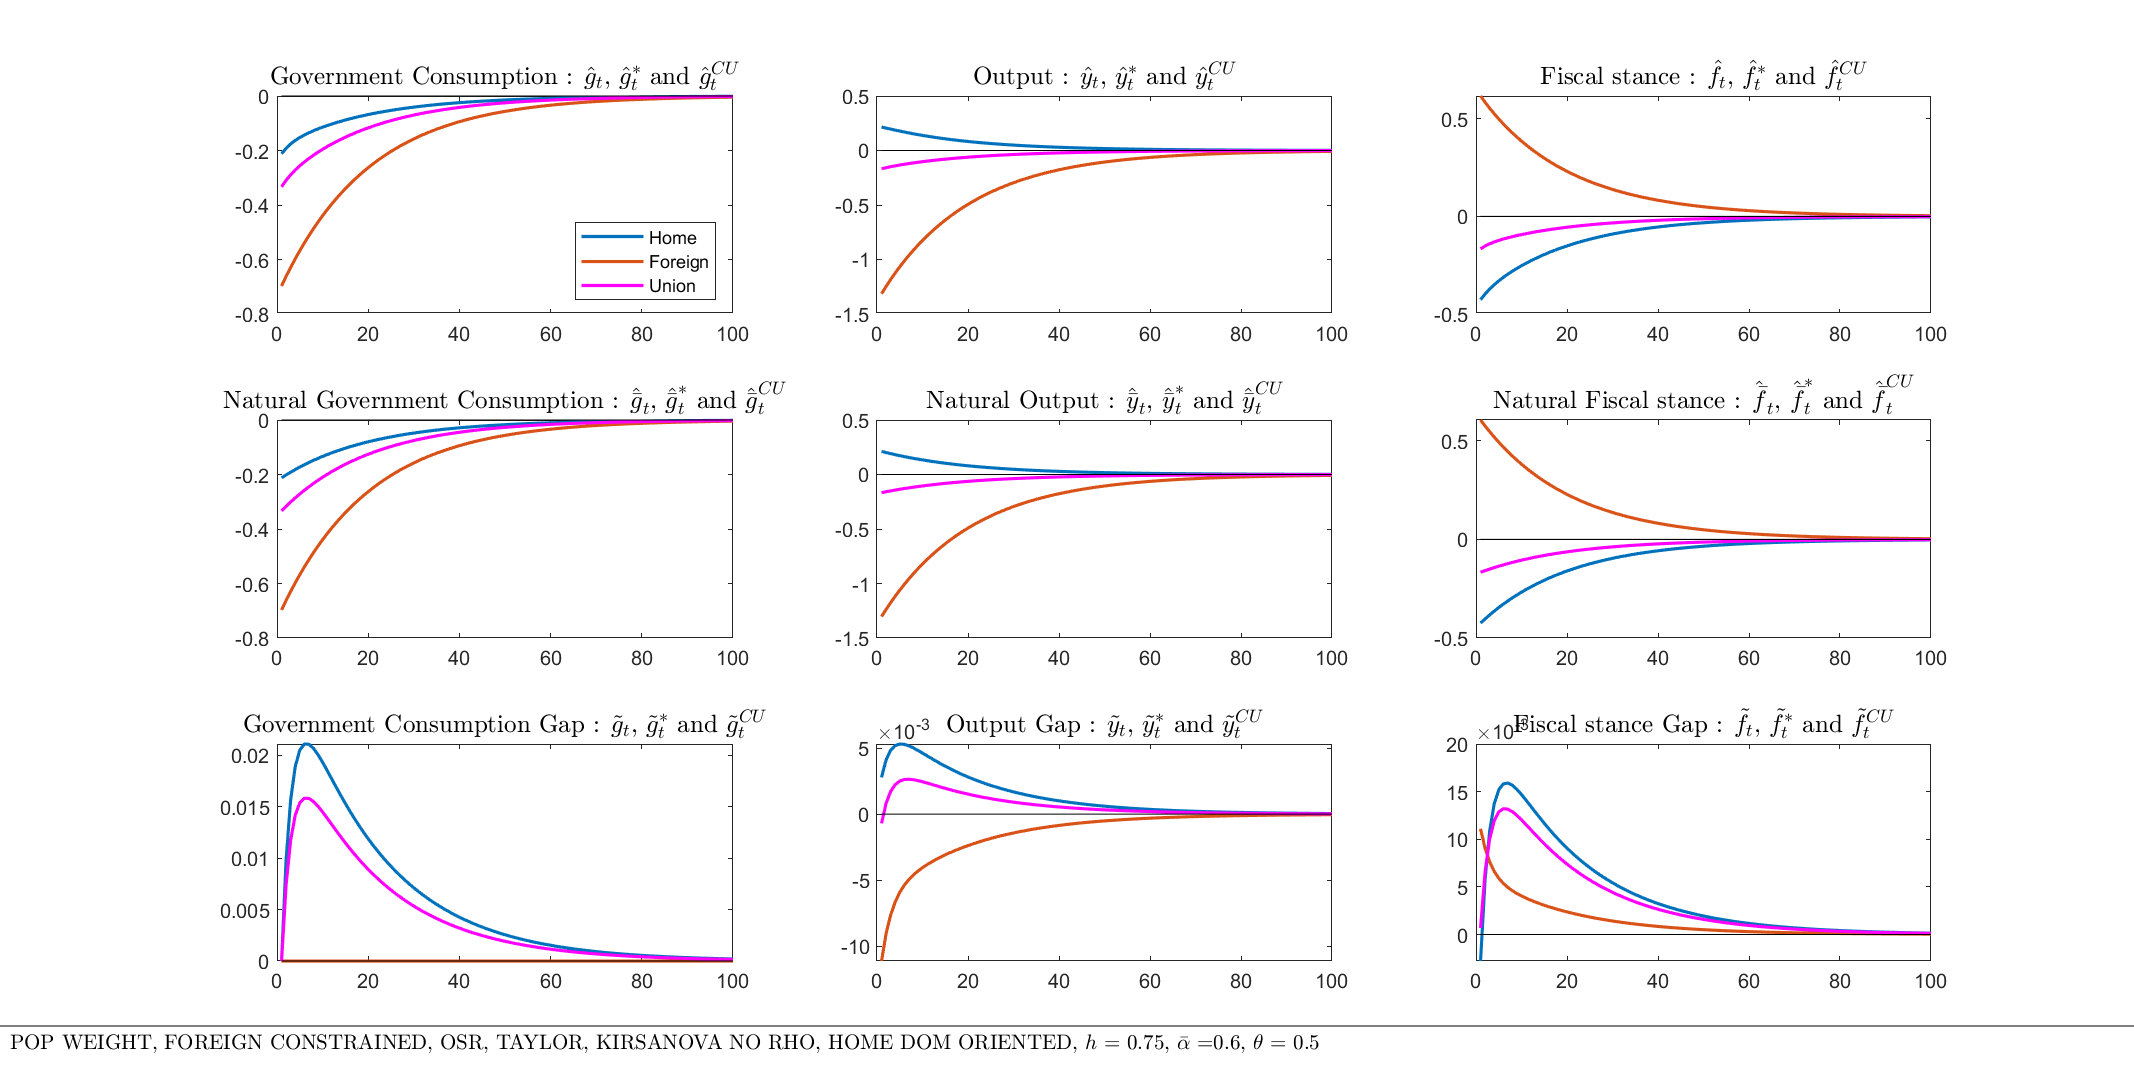 Government Consumption : ĝₜ, ĝₜ* and ĝₜᶜᵁ
0
-0.2
-0.4
-0.6
-0.8
0 20 40 60 80 100
Home
Foreign
Union
Output : ŷₜ, ŷₜ* and ŷₜᶜᵁ
0.5
0
-0.5
-1
-1.5
0 20 40 60 80 100
Fiscal stance : f̂ₜ, f̂ₜ* and f̂ₜᶜᵁ
0.5
0
-0.5
0 20 40 60 80 100
Natural Government Consumption : ḡ̂ₜ, ḡ̂ₜ* and ḡ̂ₜᶜᵁ
0
-0.2
-0.4
-0.6
-0.8
0 20 40 60 80 100
Natural Output : ȳ̂ₜ, ȳ̂ₜ* and ȳ̂ₜᶜᵁ
0.5
0
-0.5
-1
-1.5
0 20 40 60 80 100
Natural Fiscal stance : f̄̂ₜ, f̄̂ₜ* and f̄̂ₜᶜᵁ
0.5
0
-0.5
0 20 40 60 80 100
Government Consumption Gap : g̃ₜ, g̃ₜ* and g̃ₜᶜᵁ
0.02
0.015
0.01
0.005
0
0 20 40 60 80 100
Output Gap : ỹₜ, ỹₜ* and ỹₜᶜᵁ
×10⁻³
5
0
-5
-10
0 20 40 60 80 100
Fiscal stance Gap : f̃ₜ, f̃ₜ* and f̃ₜᶜᵁ
×10
20
15
10
5
0
0 20 40 60 80 100
POP WEIGHT, FOREIGN CONSTRAINED, OSR, TAYLOR, KIRSANOVA NO RHO, HOME DOM ORIENTED, h = 0.75, ᾱ =0.6, θ = 0.5